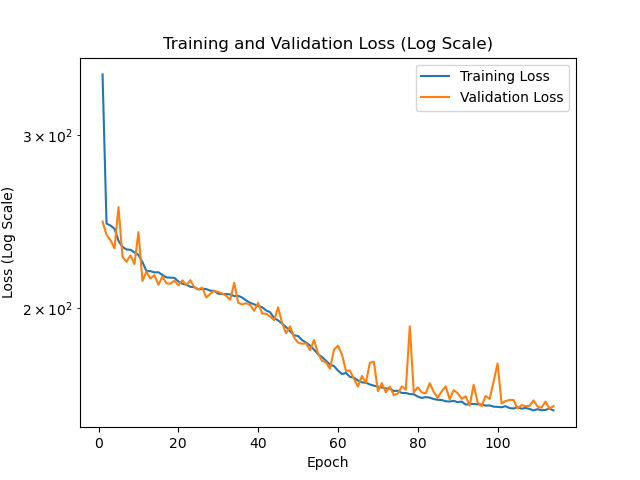 Training and Validation Loss (Log Scale)
Training Loss
Validation Loss
3 × 10²
2 × 10²
Loss (Log Scale)
0 20 40 60 80 100
Epoch